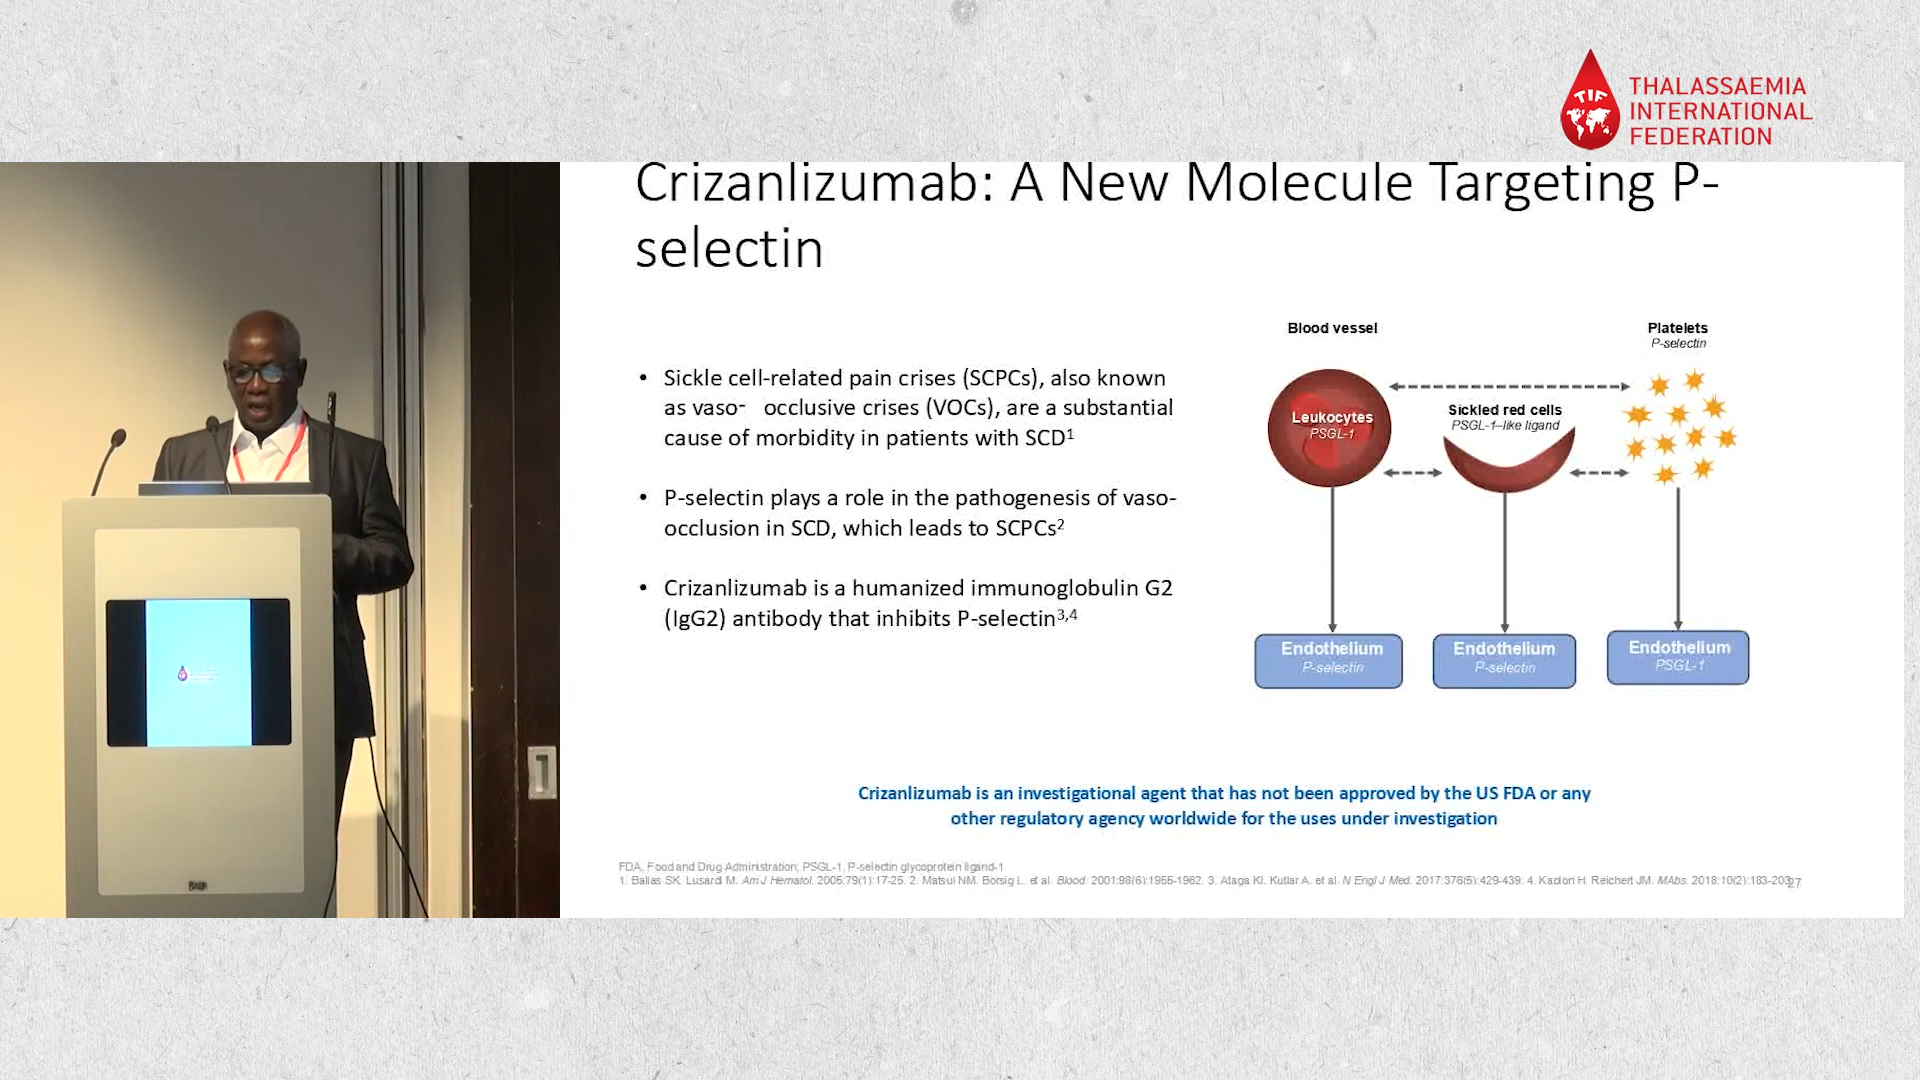 TIF
THALASSAEMIA
INTERNATIONAL
FEDERATION
Crizanlizumab: A New Molecule Targeting P-
selectin
• Sickle cell-related pain crises (SCPCs), also known
as vaso- occlusive crises (VOCs), are a substantial
cause of morbidity in patients with SCD1
• P-selectin plays a role in the pathogenesis of vaso-
occlusion in SCD, which leads to SCPCs2
• Crizanlizumab is a humanized immunoglobulin G2
(IgG2) antibody that inhibits P-selectin3,4
Blood vessel
Platelets
P-selectin
Leukocytes
PSGL-1
Sickled red cells
PSGL-1–like ligand
Endothelium
P-selectin
Endothelium
P-selectin
Endothelium
PSGL-1
Crizanlizumab is an investigational agent that has not been approved by the US FDA or any
other regulatory agency worldwide for the uses under investigation
FDA, Food and Drug Administration; PSGL-1, P-selectin glycoprotein ligand-1
1. Ballas SK. Lusardi M. Am J Hematol. 2005;79(1):17-25. 2. Matsui NM. Borsig L. et al. Blood. 2001;98(6):1955-1962. 3. Ataga KI. Kutlar A. et al. N Engl J Med. 2017;376(5):429-439. 4. Kaplon H. Reichert JM. MAbs. 2018;10(2):183-203.
27